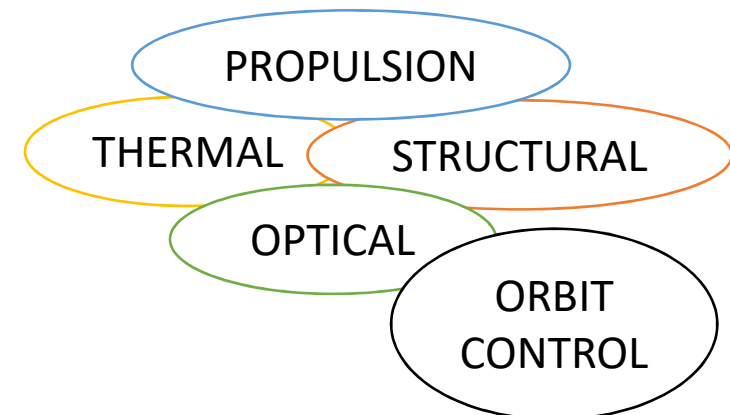 PROPULSION
THERMAL
STRUCTURAL
OPTICAL
ORBIT
CONTROL